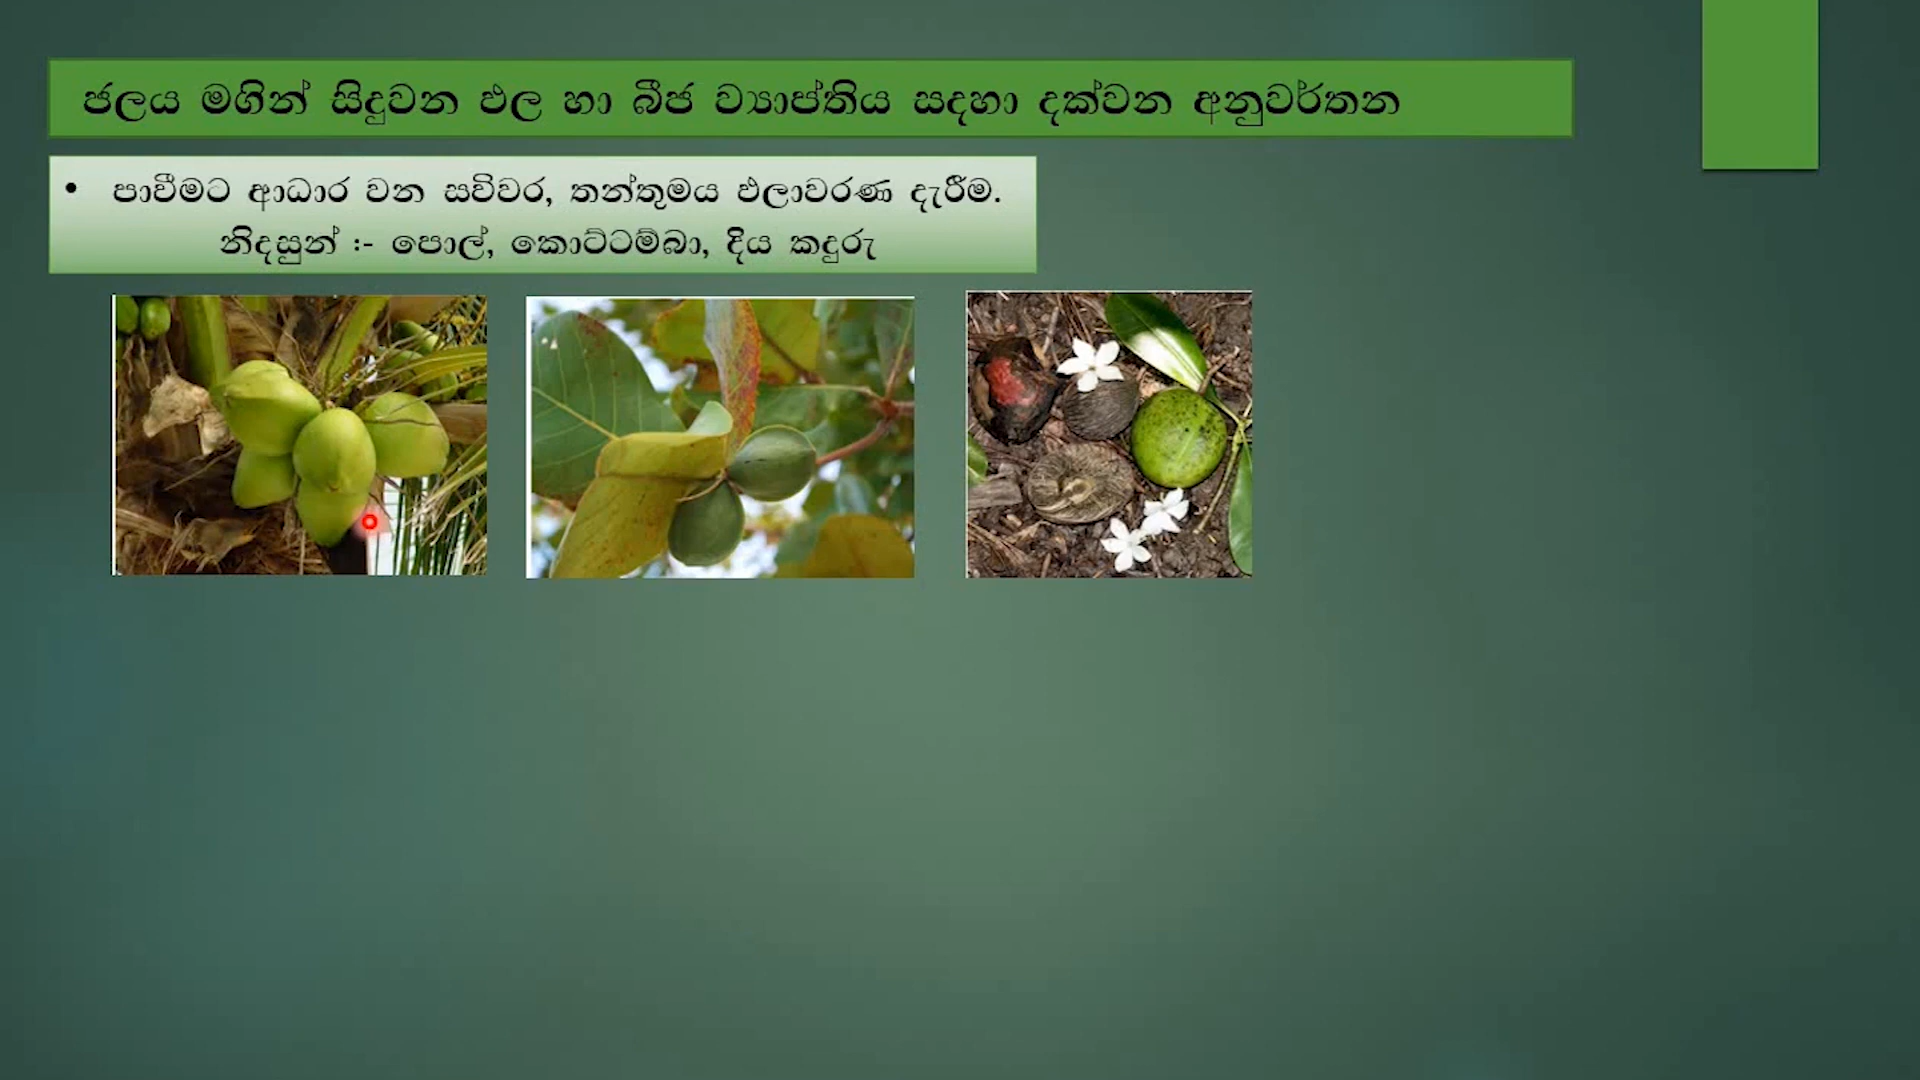 ජලය මගින් සිදුවන ඵල හා බීජ ව්‍යාප්තිය සදහා දක්වන අනුවර්තන
• පාවීමට ආධාර වන සවිවර, තන්තුමය ඵලාවරණ දැරීම.
නිදසුන් :- පොල්, කොට්ටම්බා, දිය කදුරු